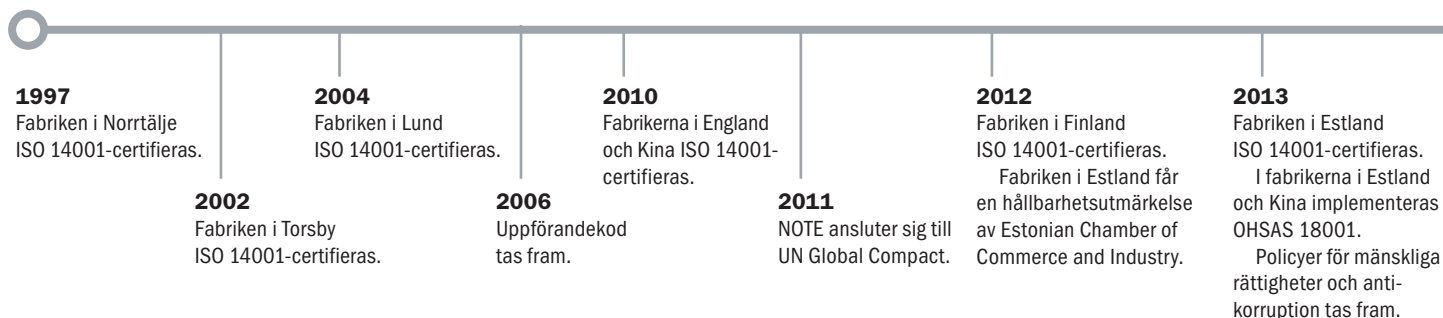 1997
Fabriken i Norrtälje
ISO 14001-certifieras.
2002
Fabriken i Torsby
ISO 14001-certifieras.
2004
Fabriken i Lund
ISO 14001-certifieras.
2006
Uppförandekod
tas fram.
2010
Fabrikerna i England
och Kina ISO 14001-
certifieras.
2011
NOTE ansluter sig till
UN Global Compact.
2012
Fabriken i Finland
ISO 14001-certifieras.
Fabriken i Estland får
en hållbarhetsutmärkelse
av Estonian Chamber of
Commerce and Industry.
2013
Fabriken i Estland
ISO 14001-certifieras.
I fabrikerna i Estland
och Kina implementeras
OHSAS 18001.
Policyer för mänskliga
rättigheter och anti-
korruption tas fram.